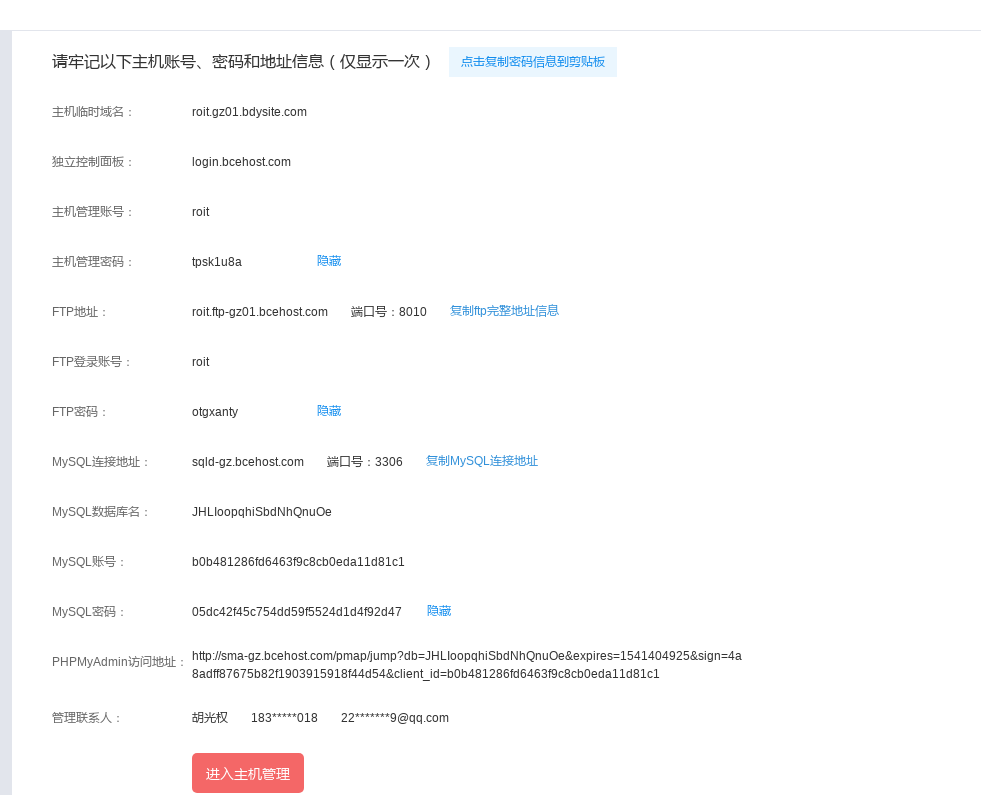 请牢记以下主机账号、密码和地址信息（仅显示一次） 点击复制密码信息到剪贴板
主机临时域名： roit.gz01.bdysite.com
独立控制面板： login.bcehost.com
主机管理账号： roit
主机管理密码： tpsk1u8a 隐藏
FTP地址： roit.ftp-gz01.bcehost.com 端口号：8010 复制ftp完整地址信息
FTP登录账号： roit
FTP密码： otgxanty 隐藏
MySQL连接地址： sqld-gz.bcehost.com 端口号：3306 复制MySQL连接地址
MySQL数据库名： JHLIoopqhiSbdNhQnuOe
MySQL账号： b0b481286fd6463f9c8cb0eda11d81c1
MySQL密码： 05dc42f45c754dd59f5524d1d4f92d47 隐藏
PHPMyAdmin访问地址： http://sma-gz.bcehost.com/pmap/jump?db=JHLIoopqhiSbdNhQnuOe&expires=1541404925&sign=4a
8adff87675b82f1903915918f44d54&client_id=b0b481286fd6463f9c8cb0eda11d81c1
管理联系人： 胡光权 183*****018 22*******9@qq.com
进入主机管理